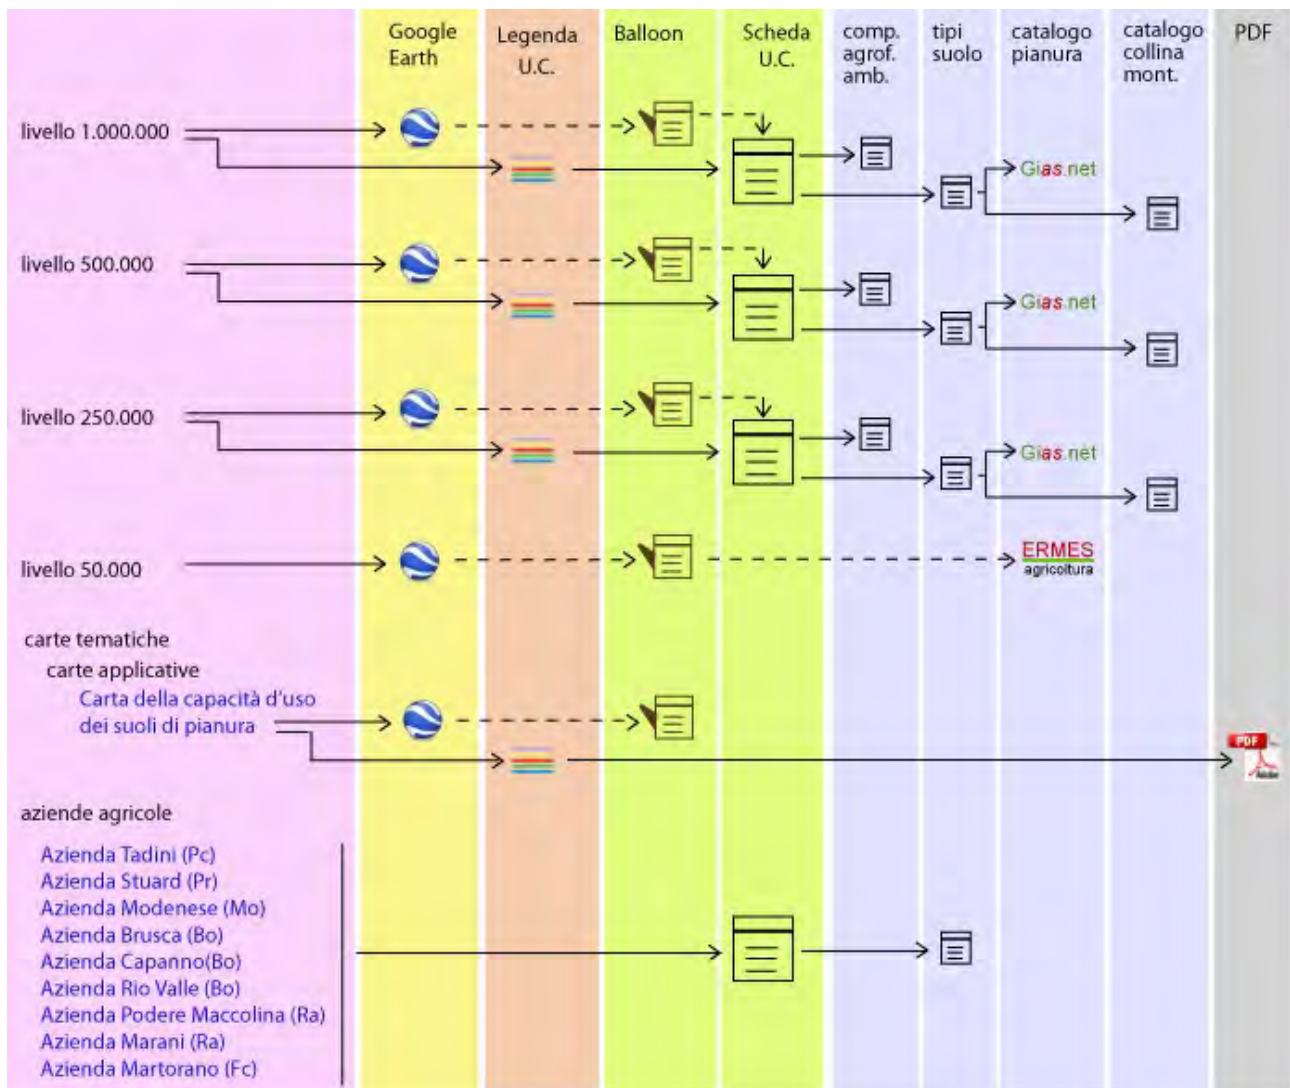 Google
Earth
Legenda
U.C.
Balloon
Scheda
U.C.
comp.
agrof.
amb.
tipi
suolo
catalogo
pianura
catalogo
collina
mont.
PDF
livello 1.000.000
Gias.net
livello 500.000
Gias.net
livello 250.000
Gias.net
livello 50.000
ERMES
agricoltura
carte tematiche
carte applicative
Carta della capacità d'uso
dei suoli di pianura
PDF
Adobe
aziende agricole
Azienda Tadini (Pc)
Azienda Stuard (Pr)
Azienda Modenese (Mo)
Azienda Brusca (Bo)
Azienda Capanno(Bo)
Azienda Rio Valle (Bo)
Azienda Podere Maccolina (Ra)
Azienda Marani (Ra)
Azienda Martorano (Fc)